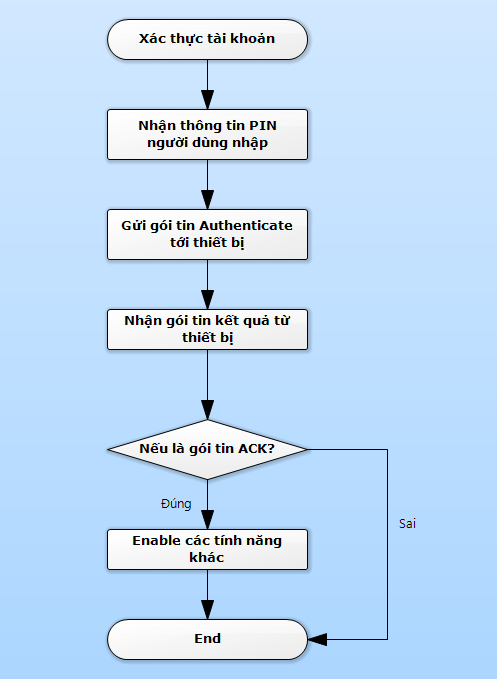 Xác thực tài khoản
Nhận thông tin PIN
người dùng nhập
Gửi gói tin Authenticate
tới thiết bị
Nhận gói tin kết quả từ
thiết bị
Nếu là gói tin ACK?
Đúng
Sai
Enable các tính năng
khác
End